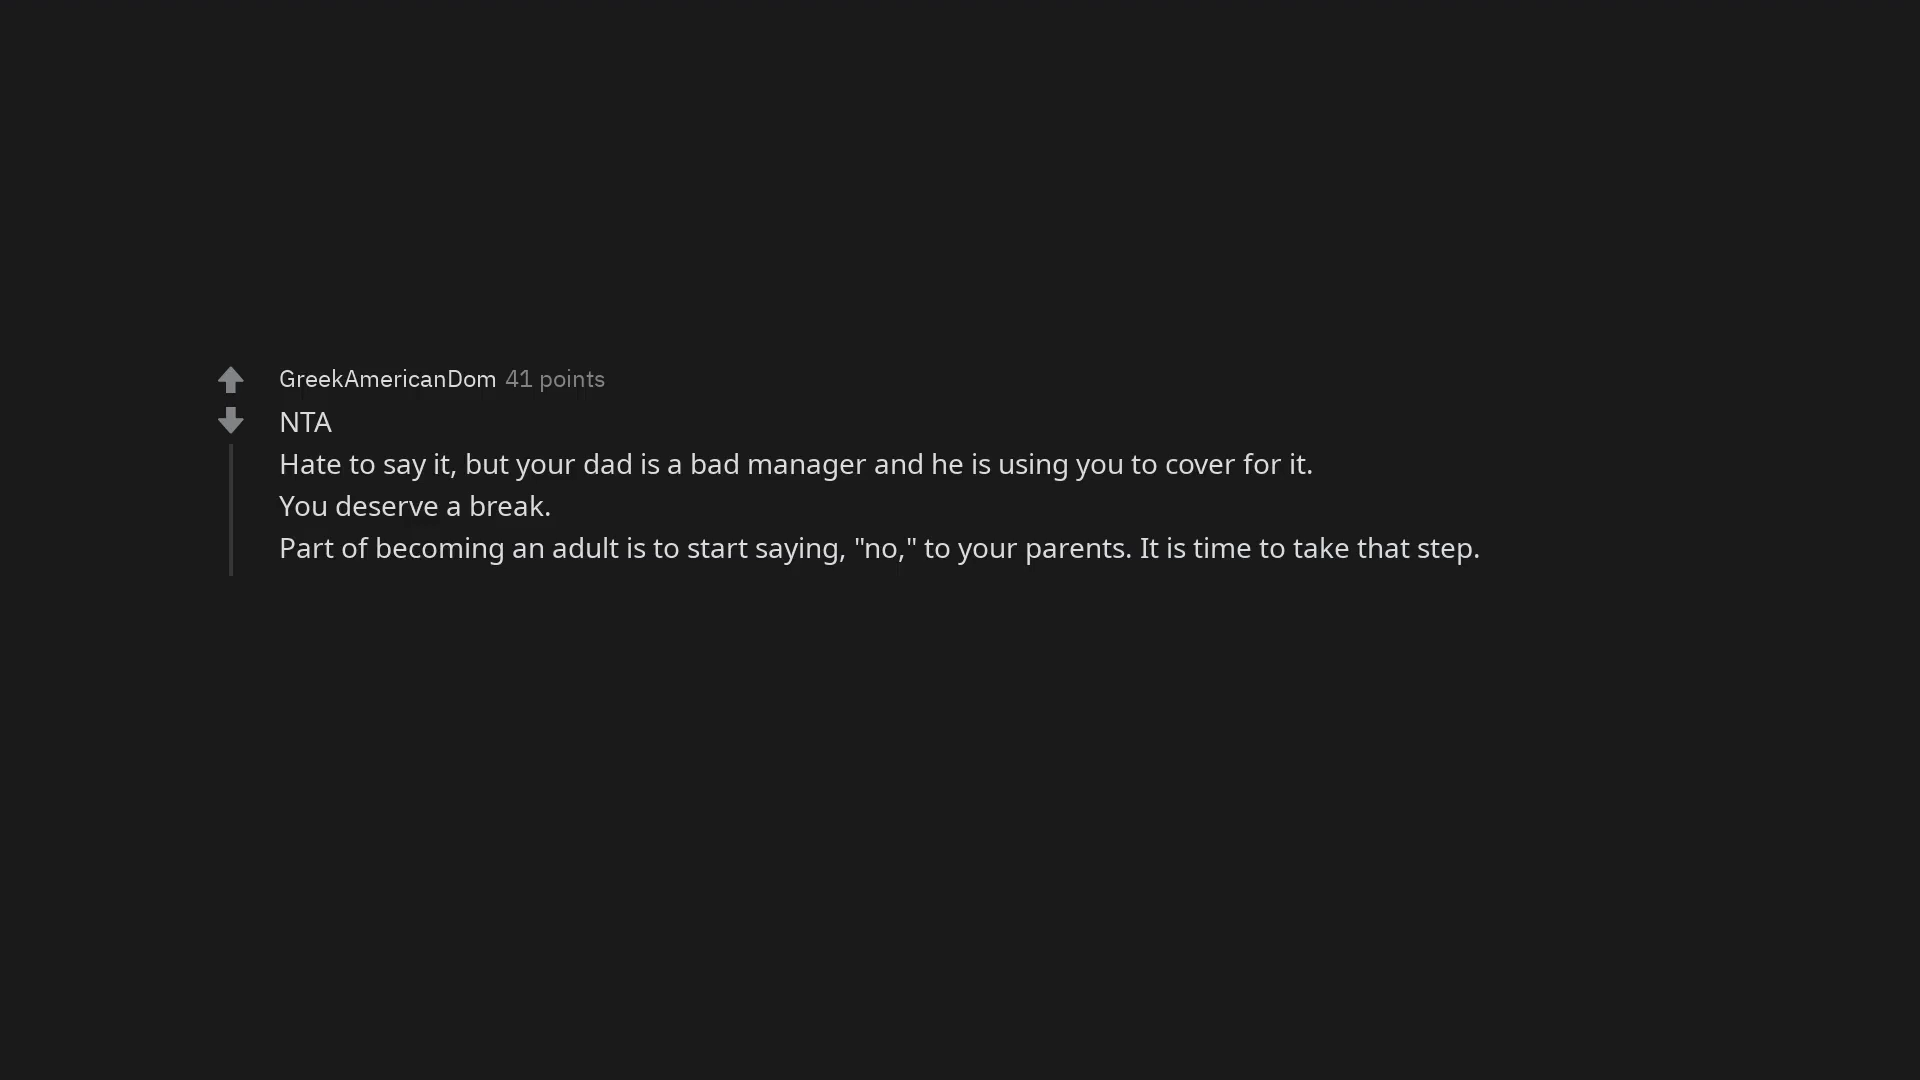 GreekAmericanDom 41 points
NTA
Hate to say it, but your dad is a bad manager and he is using you to cover for it.
You deserve a break.
Part of becoming an adult is to start saying, "no," to your parents. It is time to take that step.